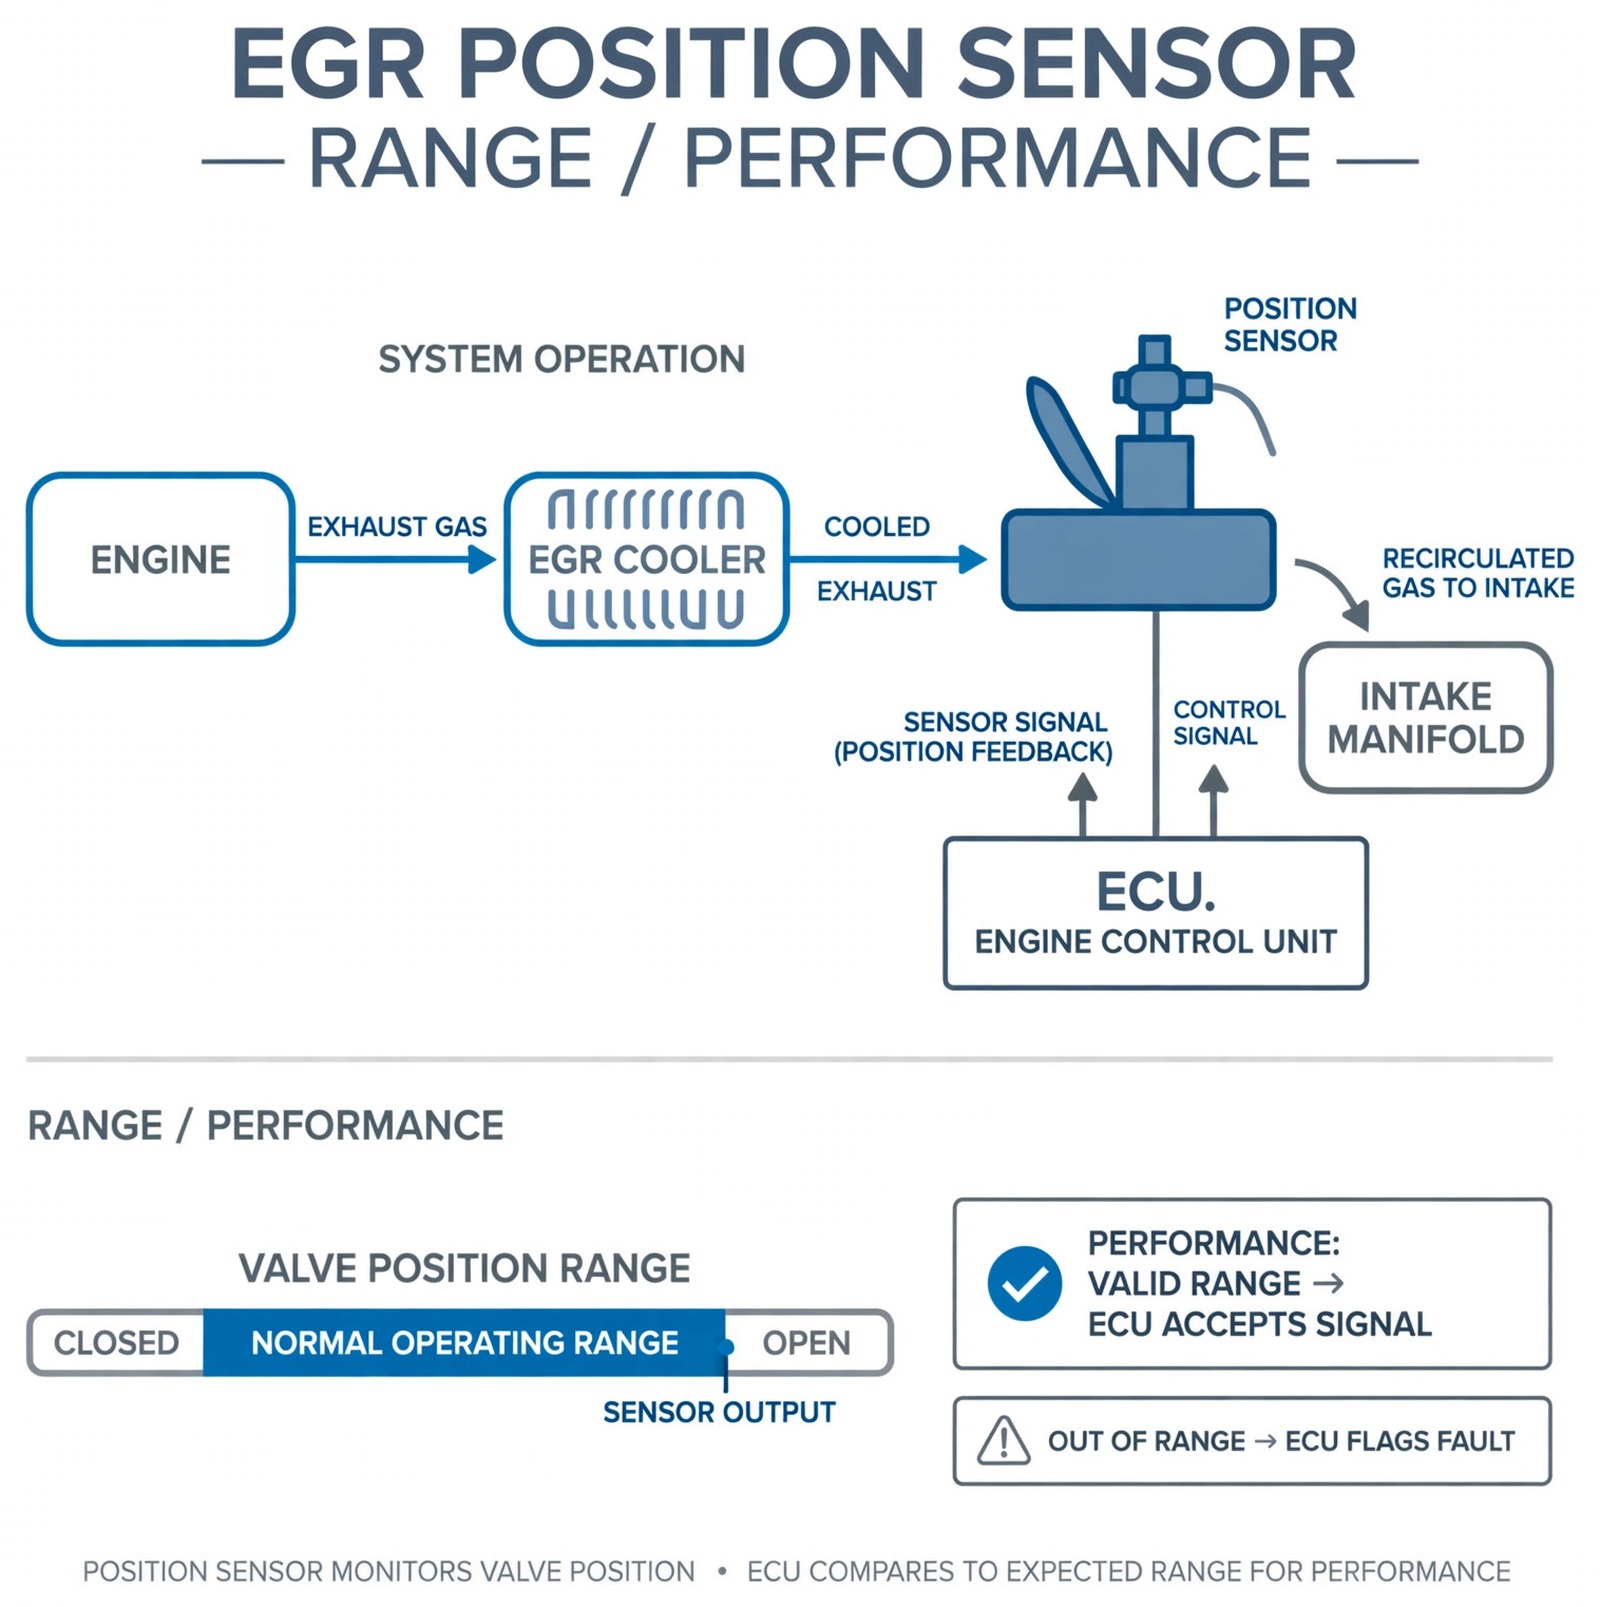 EGR POSITION SENSOR
— RANGE / PERFORMANCE —
SYSTEM OPERATION
POSITION
SENSOR
ENGINE
EXHAUST GAS
EGR COOLER
COOLED
EXHAUST
RECIRCULATED
GAS TO INTAKE
INTAKE
MANIFOLD
SENSOR SIGNAL
(POSITION FEEDBACK)
CONTROL
SIGNAL
ECU.
ENGINE CONTROL UNIT
RANGE / PERFORMANCE
VALVE POSITION RANGE
CLOSED
NORMAL OPERATING RANGE
OPEN
SENSOR OUTPUT
PERFORMANCE:
VALID RANGE →
ECU ACCEPTS SIGNAL
OUT OF RANGE → ECU FLAGS FAULT
POSITION SENSOR MONITORS VALVE POSITION • ECU COMPARES TO EXPECTED RANGE FOR PERFORMANCE